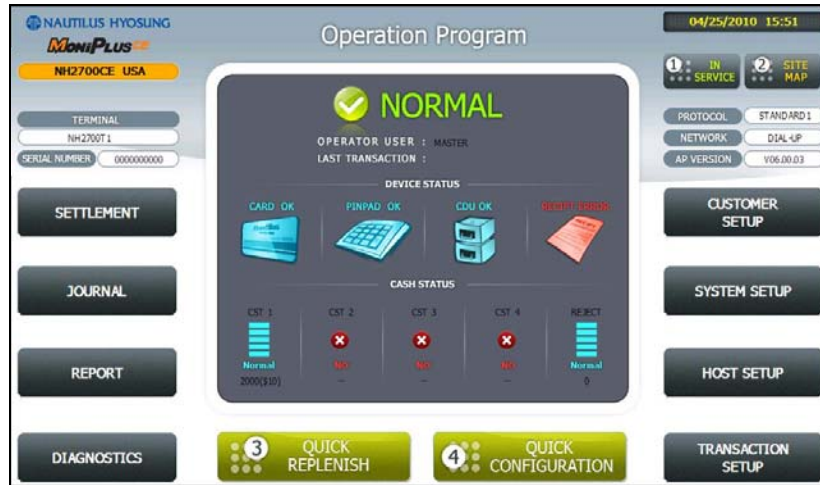 NAUTILUS HYOSUNG
MONIPLUS CE
NH2700CE USA
Operation Program
04/25/2010 15:51
1 IN SERVICE
2 SITE MAP
TERMINAL
NH2700T1
SERIAL NUMBER 0000000000
PROTOCOL STANDARD1
NETWORK DIAL-UP
AP VERSION V06.00.03
NORMAL
OPERATOR USER : MASTER
LAST TRANSACTION :
DEVICE STATUS
CARD OK PINPAD OK CDU OK RECEIPT ERROR
CASH STATUS
CST 1 CST 2 CST 3 CST 4 REJECT
Normal NO NO NO Normal
2000($10) -- -- -- 0
SETTLEMENT
JOURNAL
REPORT
DIAGNOSTICS
CUSTOMER
SETUP
SYSTEM SETUP
HOST SETUP
TRANSACTION
SETUP
3 QUICK
REPLENISH
4 QUICK
CONFIGURATION